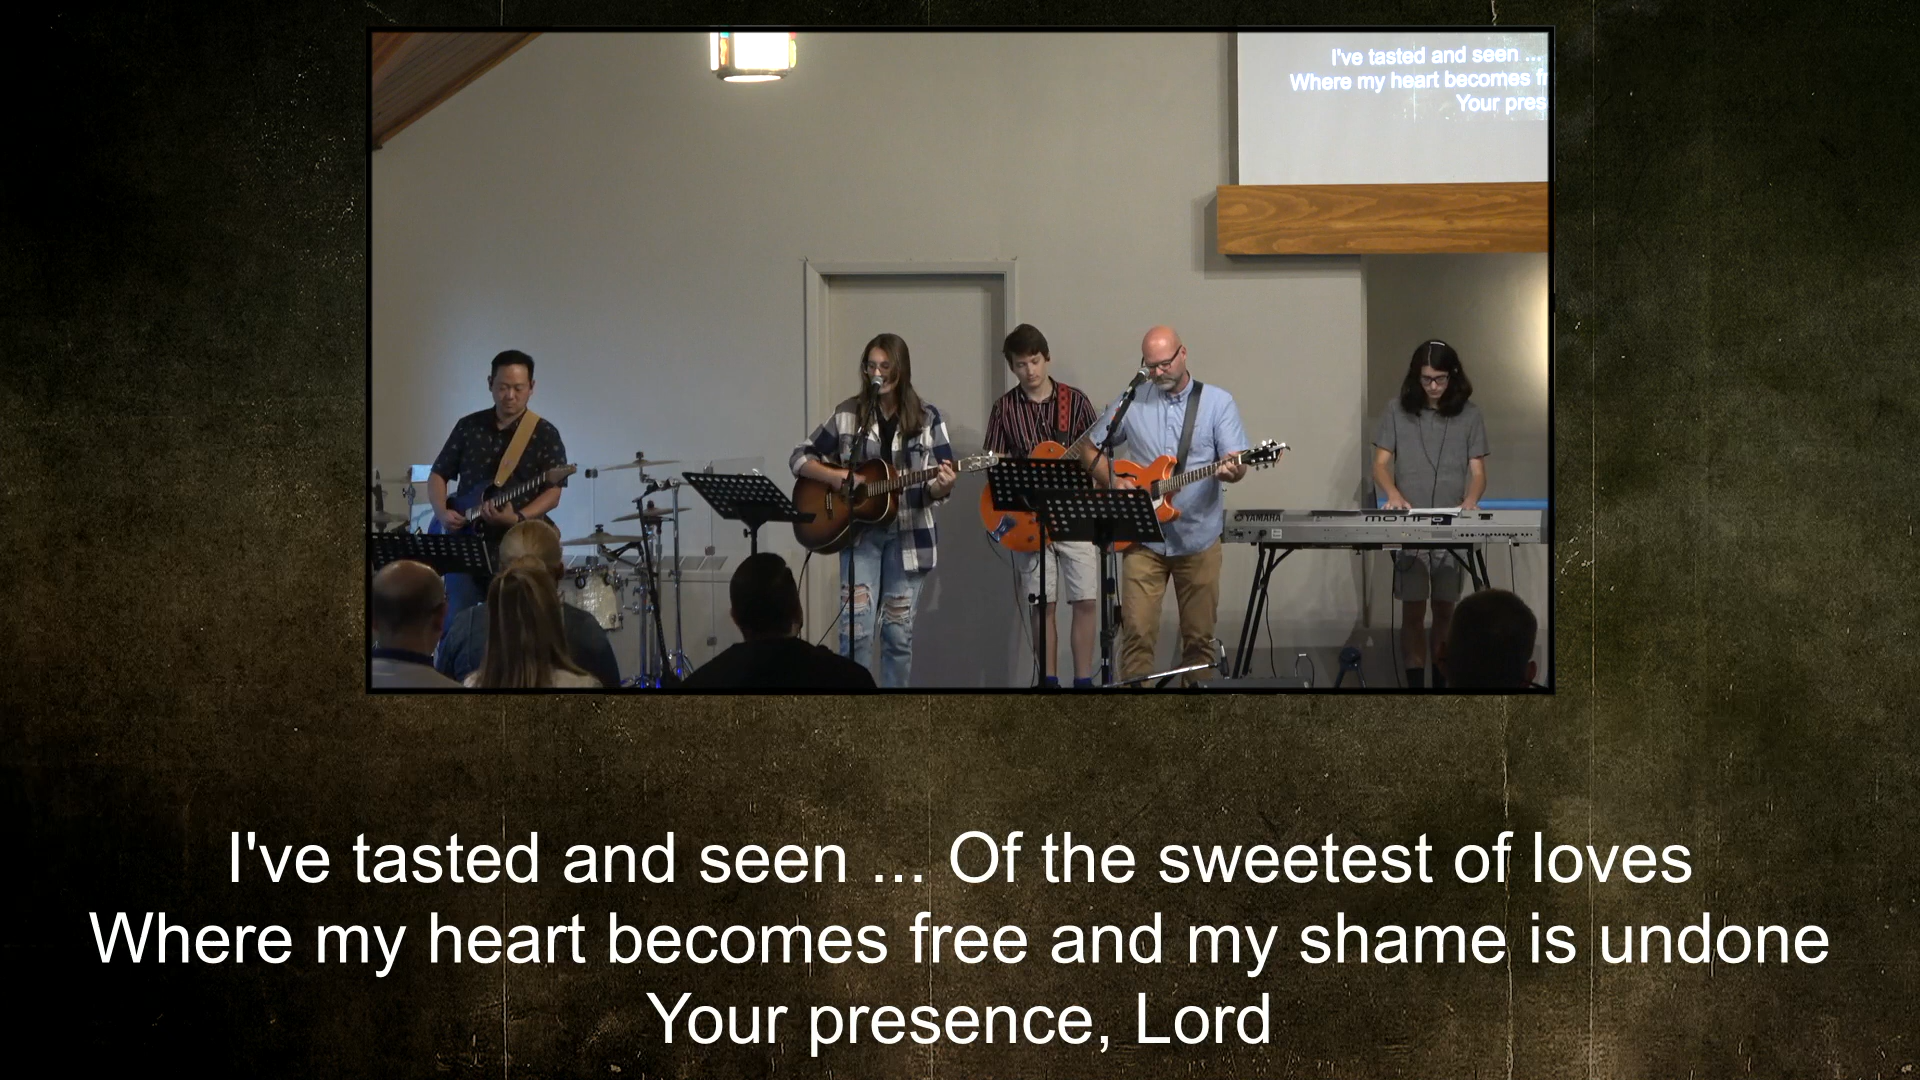 I've tasted and seen ...
Where my heart becomes fr
Your pres
YAMAHA
MOTIF
I've tasted and seen ... Of the sweetest of loves
Where my heart becomes free and my shame is undone
Your presence, Lord